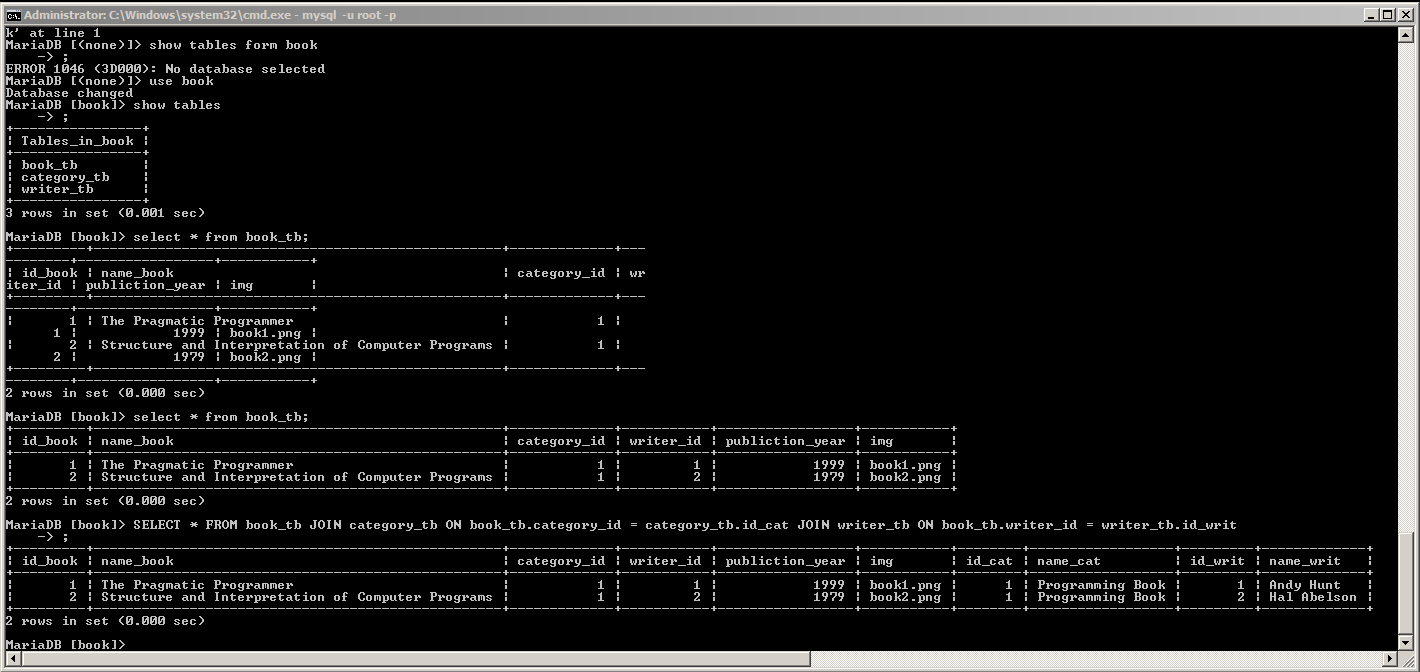 Administrator: C:\Windows\system32\cmd.exe - mysql -u root -p
k' at line 1
MariaDB [(none)]> show tables form book
    -> ;
ERROR 1046 (3D000): No database selected
MariaDB [(none)]> use book
Database changed
MariaDB [book]> show tables
    -> ;
+----------------+
| Tables_in_book |
+----------------+
| book_tb        |
| category_tb    |
| writer_tb      |
+----------------+
3 rows in set (0.001 sec)
MariaDB [book]> select * from book_tb;
+---------+---------------------------------------------------+-------------+---
--------+-----------------+-----------+
| id_book | name_book                                         | category_id | wr
iter_id | publiction_year | img       |
+---------+---------------------------------------------------+-------------+---
--------+-----------------+-----------+
|       1 | The Pragmatic Programmer                          |           1 |
      1 |            1999 | book1.png |
|       2 | Structure and Interpretation of Computer Programs |           1 |
      2 |            1979 | book2.png |
+---------+---------------------------------------------------+-------------+---
--------+-----------------+-----------+
2 rows in set (0.000 sec)
MariaDB [book]> select * from book_tb;
+---------+---------------------------------------------------+-------------+-----------+-----------------+-----------+
| id_book | name_book                                         | category_id | writer_id | publiction_year | img       |
+---------+---------------------------------------------------+-------------+-----------+-----------------+-----------+
|       1 | The Pragmatic Programmer                          |           1 |         1 |            1999 | book1.png |
|       2 | Structure and Interpretation of Computer Programs |           1 |         2 |            1979 | book2.png |
+---------+---------------------------------------------------+-------------+-----------+-----------------+-----------+
2 rows in set (0.000 sec)
MariaDB [book]> SELECT * FROM book_tb JOIN category_tb ON book_tb.category_id = category_tb.id_cat JOIN writer_tb ON book_tb.writer_id = writer_tb.id_writ
    -> ;
+---------+---------------------------------------------------+-------------+-----------+-----------------+-----------+--------+------------------+---------+-------------+
| id_book | name_book                                         | category_id | writer_id | publiction_year | img       | id_cat | name_cat         | id_writ | name_writ   |
+---------+---------------------------------------------------+-------------+-----------+-----------------+-----------+--------+------------------+---------+-------------+
|       1 | The Pragmatic Programmer                          |           1 |         1 |            1999 | book1.png |      1 | Programming Book |       1 | Andy Hunt   |
|       2 | Structure and Interpretation of Computer Programs |           1 |         2 |            1979 | book2.png |      1 | Programming Book |       2 | Hal Abelson |
+---------+---------------------------------------------------+-------------+-----------+-----------------+-----------+--------+------------------+---------+-------------+
2 rows in set (0.000 sec)
MariaDB [book]>